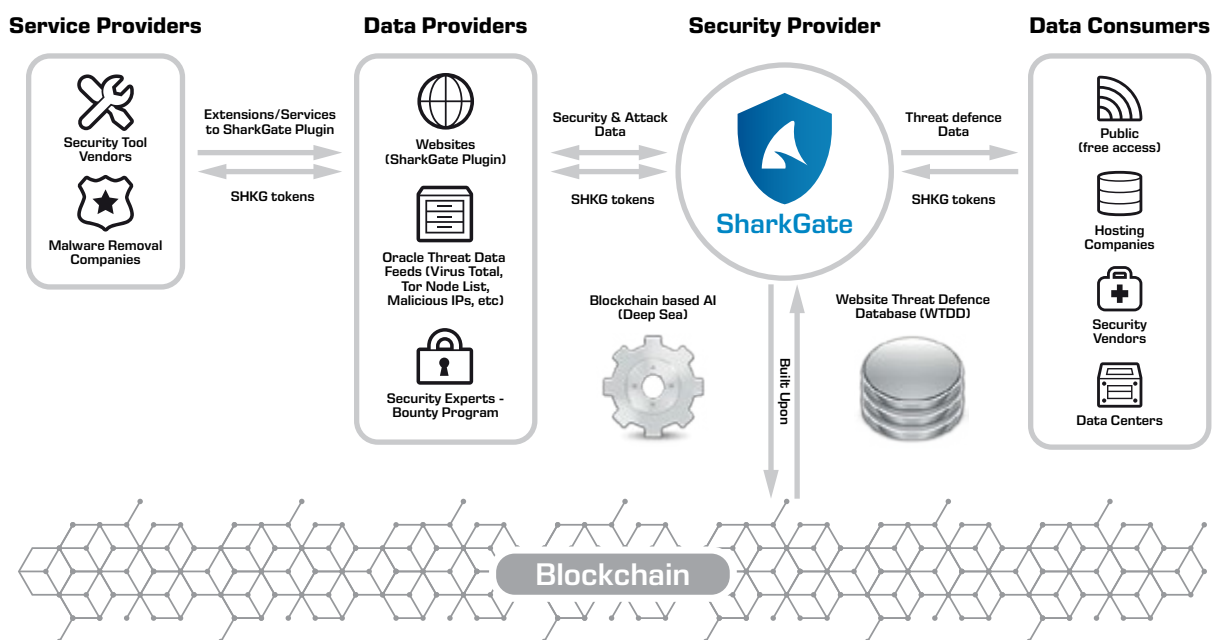 Service Providers
Data Providers
Security Provider
Data Consumers
Security Tool
Vendors
Malware Removal
Companies
Extensions/Services
to SharkGate Plugin
SHKG tokens
Websites
(SharkGate Plugin)
Oracle Threat Data
Feeds (Virus Total,
Tor Node List,
Malicious IPs, etc)
Security Experts -
Bounty Program
Security & Attack
Data
SHKG tokens
SharkGate
Threat defence
Data
SHKG tokens
Public
(free access)
Hosting
Companies
Security
Vendors
Data Centers
Blockchain based AI
(Deep Sea)
Built Upon
Website Threat Defence
Database (WTDD)
Blockchain